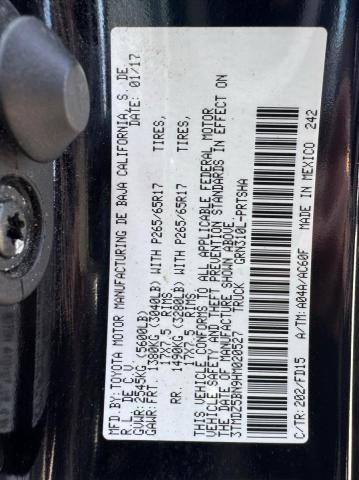 MFD.BY: TOYOTA MOTOR MANUFACTURING DE BAJA CALIFORNIA, S. DE
R.L. DE C.V. DATE: 01/17
GVWR: 2545KG (5600LB)
GAWR: FRT. 1380KG (3040LB) WITH P265/65R17 TIRES,
17X7.5 RIMS
RR. 1490KG (3280LB) WITH P265/65R17 TIRES,
17X7.5 RIMS
THIS VEHICLE CONFORMS TO ALL APPLICABLE FEDERAL MOTOR
VEHICLE SAFETY AND THEFT PREVENTION STANDARDS IN EFFECT ON
THE DATE OF MANUFACTURE SHOWN ABOVE.
3TMDZ5BN9HM020527 TRUCK GRN310L-PRTSHA
C/TR: 202/FD15 A/TM: A04A/AC60F MADE IN MEXICO 242